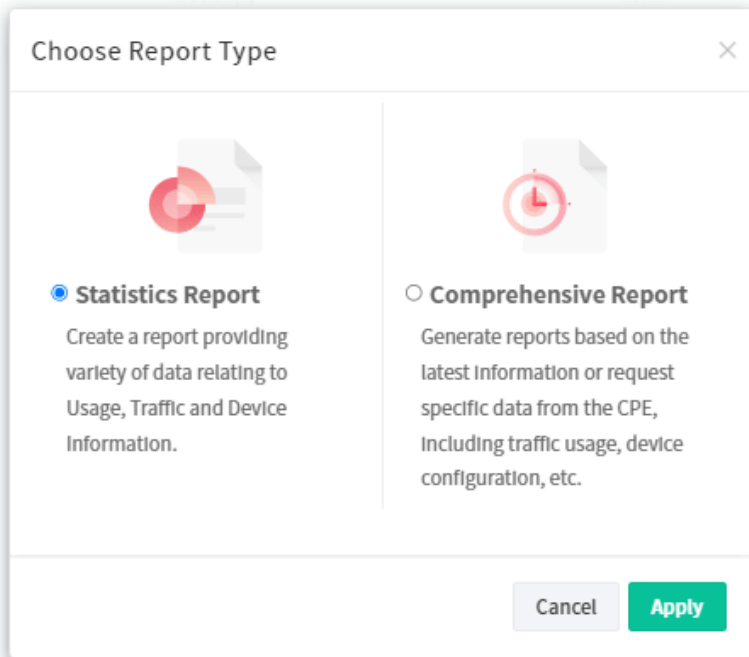 Choose Report Type
Statistics Report
Create a report providing
variety of data relating to
Usage, Traffic and Device
Information.
Comprehensive Report
Generate reports based on the
latest information or request
specific data from the CPE,
including traffic usage, device
configuration, etc.
Cancel
Apply